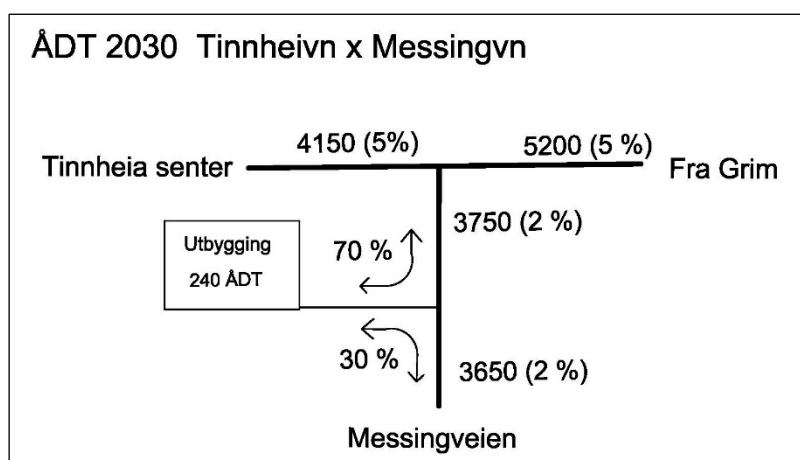 ÅDT 2030 Tinnheivn x Messingvn
4150 (5%)
5200 (5 %)
Tinnheia senter
Fra Grim
3750 (2 %)
Utbygging
240 ÅDT
70 %
30 %
3650 (2 %)
Messingveien